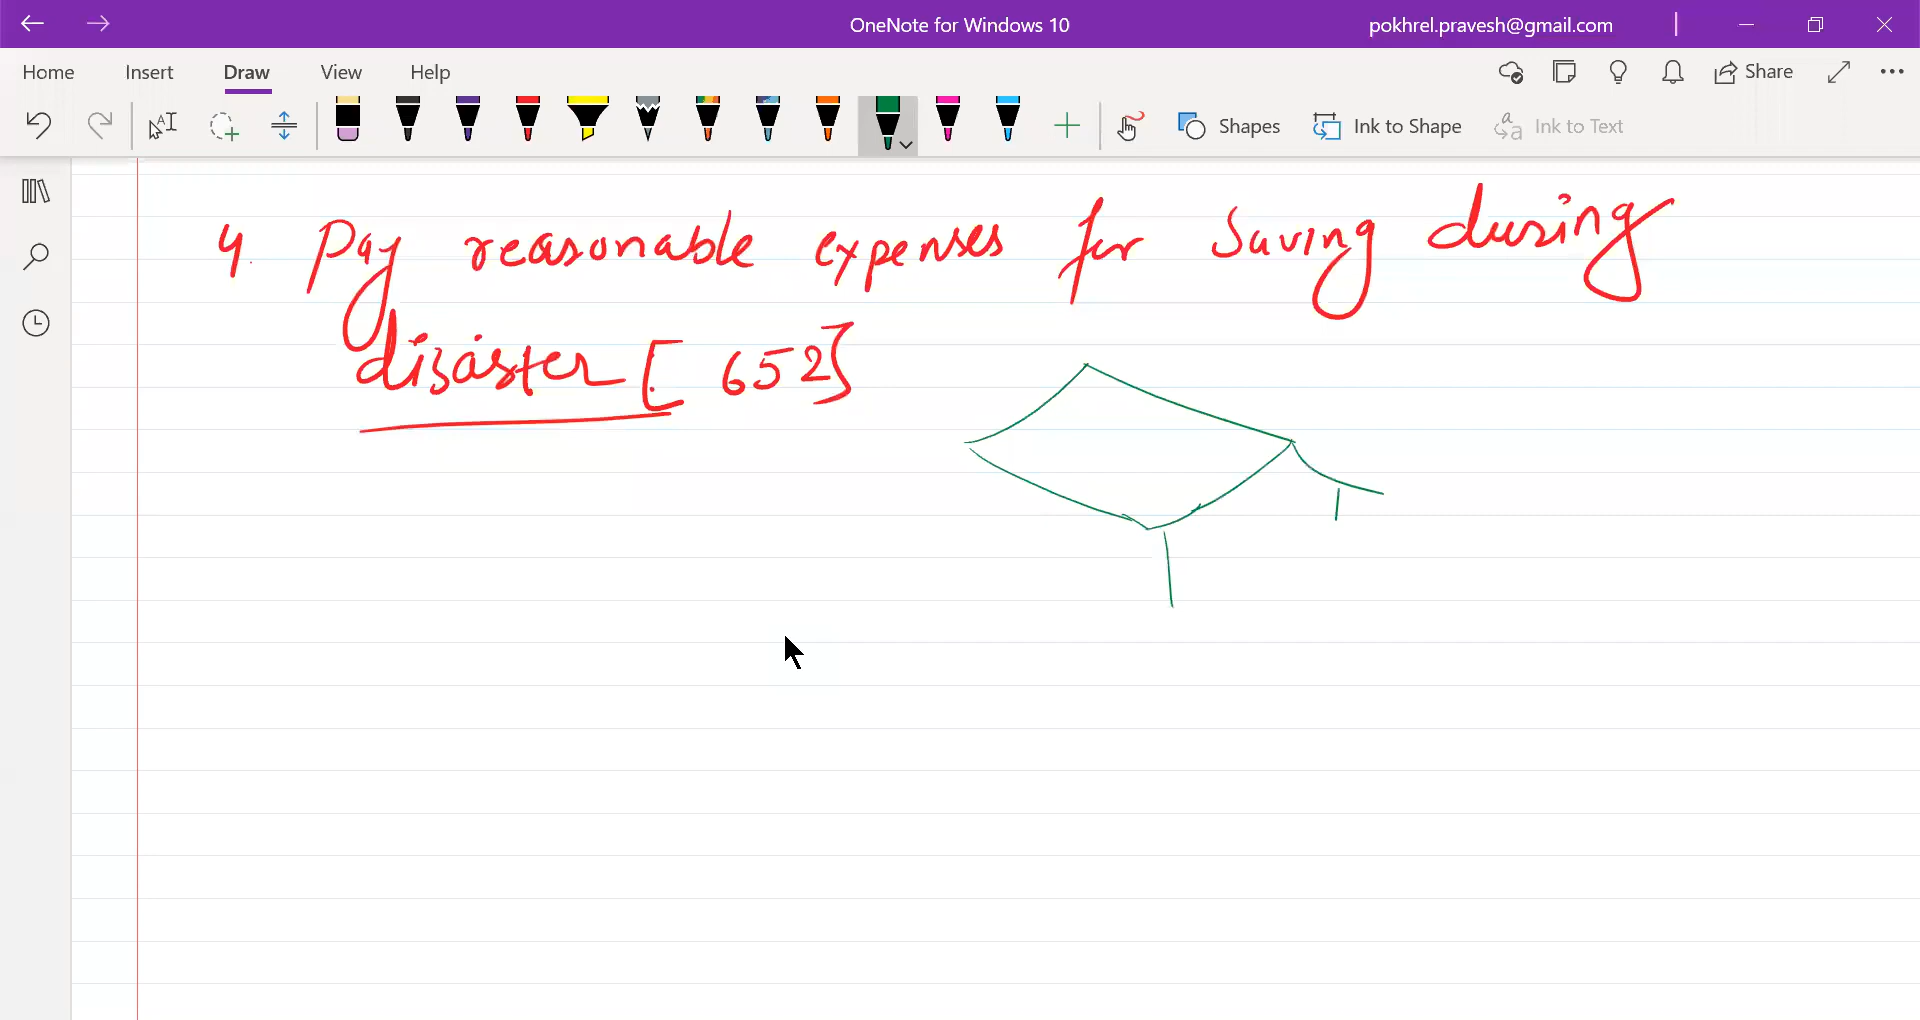 OneNote for Windows 10
pokhrel.pravesh@gmail.com
Home Insert Draw View Help
Share
Shapes Ink to Shape Ink to Text
4. Pay reasonable expenses for Saving during
disaster [652]